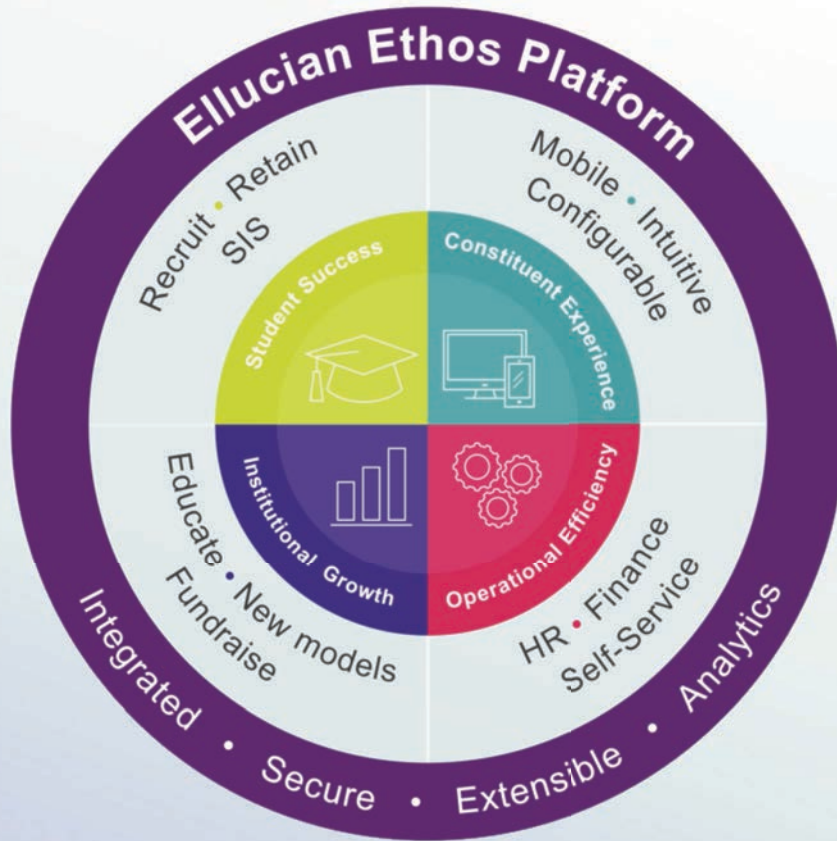 Ellucian Ethos Platform
Recruit • Retain
SIS
Mobile • Intuitive
Configurable
Student Success
Constituent Experience
Institutional Growth
Operational Efficiency
Educate • New models
Fundraise
HR • Finance
Self-Service
Integrated • Secure • Extensible • Analytics